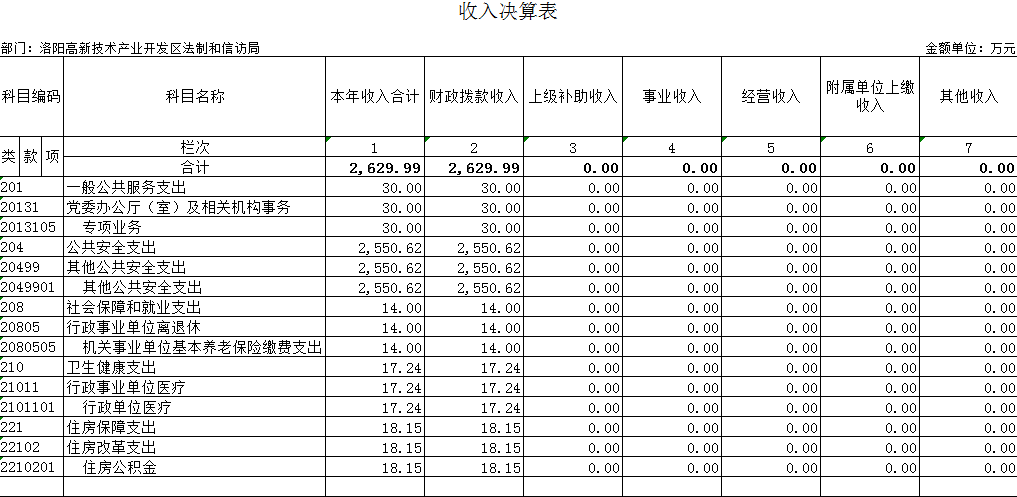 收入决算表
部门：洛阳高新技术产业开发区法制和信访局 金额单位：万元
科目编码 科目名称 本年收入合计 财政拨款收入 上级补助收入 事业收入 经营收入 附属单位上缴收入 其他收入
类 款 项 栏次 1 2 3 4 5 6 7
合计 2,629.99 2,629.99 0.00 0.00 0.00 0.00 0.00
201 一般公共服务支出 30.00 30.00 0.00 0.00 0.00 0.00 0.00
20131 党委办公厅（室）及相关机构事务 30.00 30.00 0.00 0.00 0.00 0.00 0.00
2013105 专项业务 30.00 30.00 0.00 0.00 0.00 0.00 0.00
204 公共安全支出 2,550.62 2,550.62 0.00 0.00 0.00 0.00 0.00
20499 其他公共安全支出 2,550.62 2,550.62 0.00 0.00 0.00 0.00 0.00
2049901 其他公共安全支出 2,550.62 2,550.62 0.00 0.00 0.00 0.00 0.00
208 社会保障和就业支出 14.00 14.00 0.00 0.00 0.00 0.00 0.00
20805 行政事业单位离退休 14.00 14.00 0.00 0.00 0.00 0.00 0.00
2080505 机关事业单位基本养老保险缴费支出 14.00 14.00 0.00 0.00 0.00 0.00 0.00
210 卫生健康支出 17.24 17.24 0.00 0.00 0.00 0.00 0.00
21011 行政事业单位医疗 17.24 17.24 0.00 0.00 0.00 0.00 0.00
2101101 行政单位医疗 17.24 17.24 0.00 0.00 0.00 0.00 0.00
221 住房保障支出 18.15 18.15 0.00 0.00 0.00 0.00 0.00
22102 住房改革支出 18.15 18.15 0.00 0.00 0.00 0.00 0.00
2210201 住房公积金 18.15 18.15 0.00 0.00 0.00 0.00 0.00